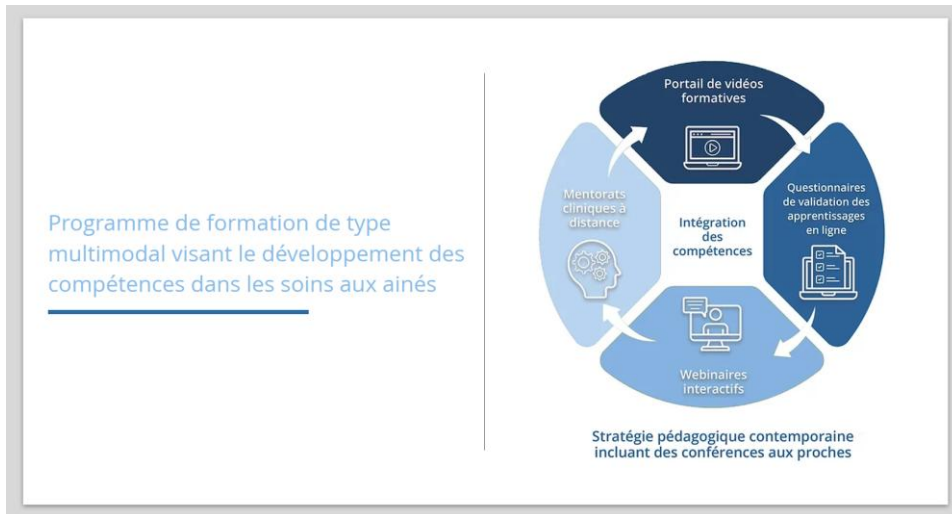 Programme de formation de type
multimodal visant le développement des
compétences dans les soins aux ainés
Portail de vidéos
formatives
Questionnaires
de validation des
apprentissages
en ligne
Webinaires
interactifs
Mentorats
cliniques à
distance
Intégration
des
compétences
Stratégie pédagogique contemporaine
incluant des conférences aux proches